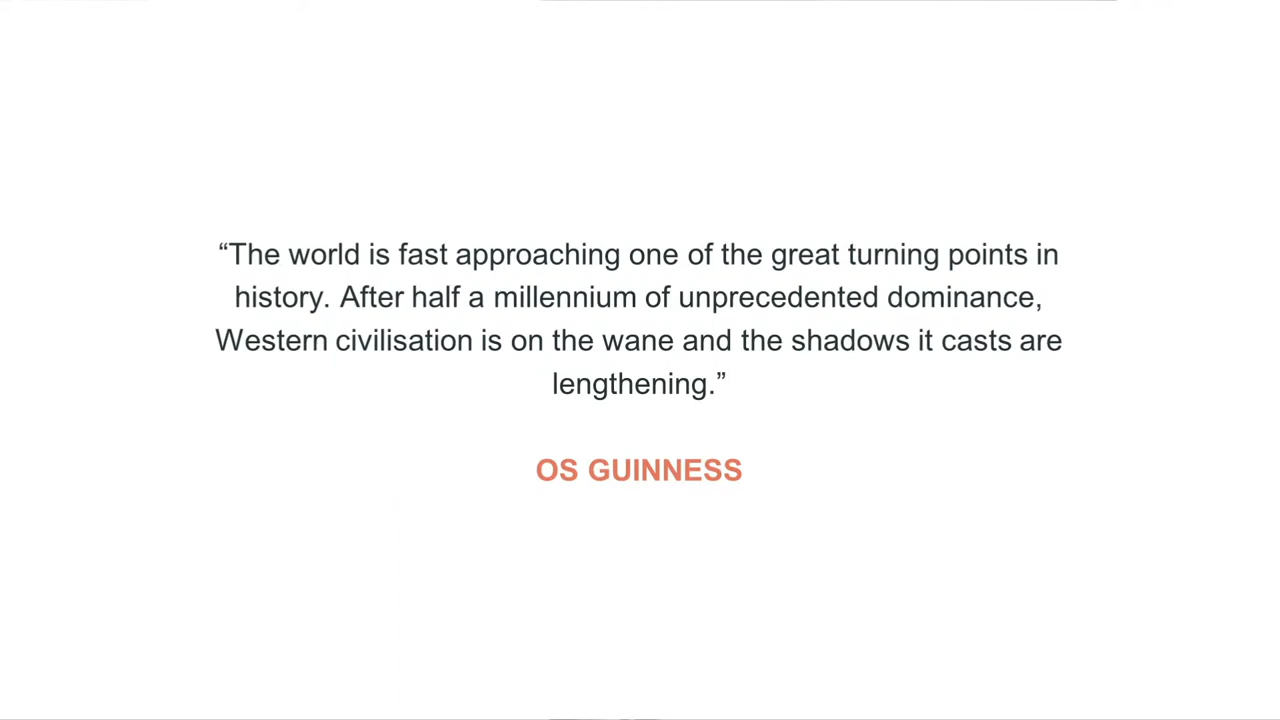 “The world is fast approaching one of the great turning points in
history. After half a millennium of unprecedented dominance,
Western civilisation is on the wane and the shadows it casts are
lengthening.”
OS GUINNESS